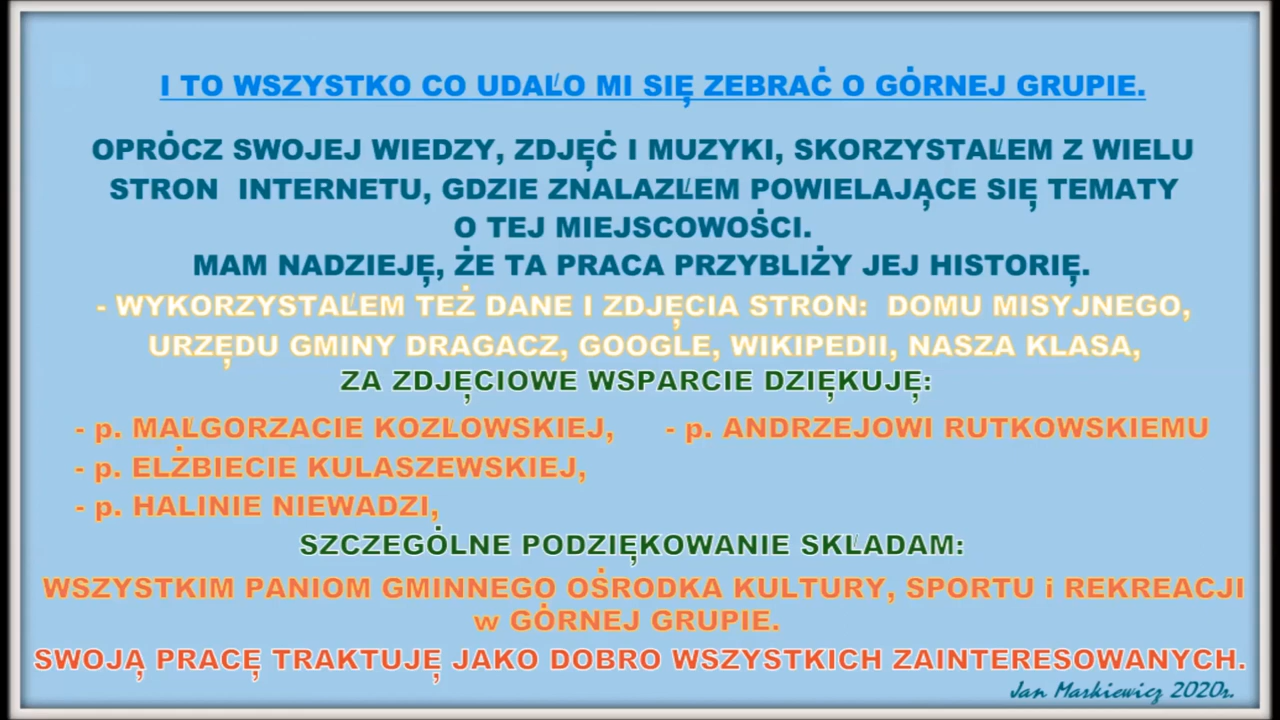 I TO WSZYSTKO CO UDAŁO MI SIĘ ZEBRAĆ O GÓRNEJ GRUPIE.
OPRÓCZ SWOJEJ WIEDZY, ZDJĘĆ I MUZYKI, SKORZYSTAŁEM Z WIELU
STRON INTERNETU, GDZIE ZNALAZŁEM POWIELAJĄCE SIĘ TEMATY
O TEJ MIEJSCOWOŚCI.
MAM NADZIEJĘ, ŻE TA PRACA PRZYBLIŻY JEJ HISTORIĘ.
- WYKORZYSTAŁEM TEŻ DANE I ZDJĘCIA STRON: DOMU MISYJNEGO,
URZĘDU GMINY DRAGACZ, GOOGLE, WIKIPEDII, NASZA KLASA,
ZA ZDJĘCIOWE WSPARCIE DZIĘKUJĘ:
- p. MAŁGORZACIE KOZŁOWSKIEJ, - p. ANDRZEJOWI RUTKOWSKIEMU
- p. ELŻBIECIE KULASZEWSKIEJ,
- p. HALINIE NIEWADZI,
SZCZEGÓLNE PODZIĘKOWANIE SKŁADAM:
WSZYSTKIM PANIOM GMINNEGO OŚRODKA KULTURY, SPORTU i REKREACJI
w GÓRNEJ GRUPIE.
SWOJĄ PRACĘ TRAKTUJĘ JAKO DOBRO WSZYSTKICH ZAINTERESOWANYCH.
Jan Markiewicz 2020r.